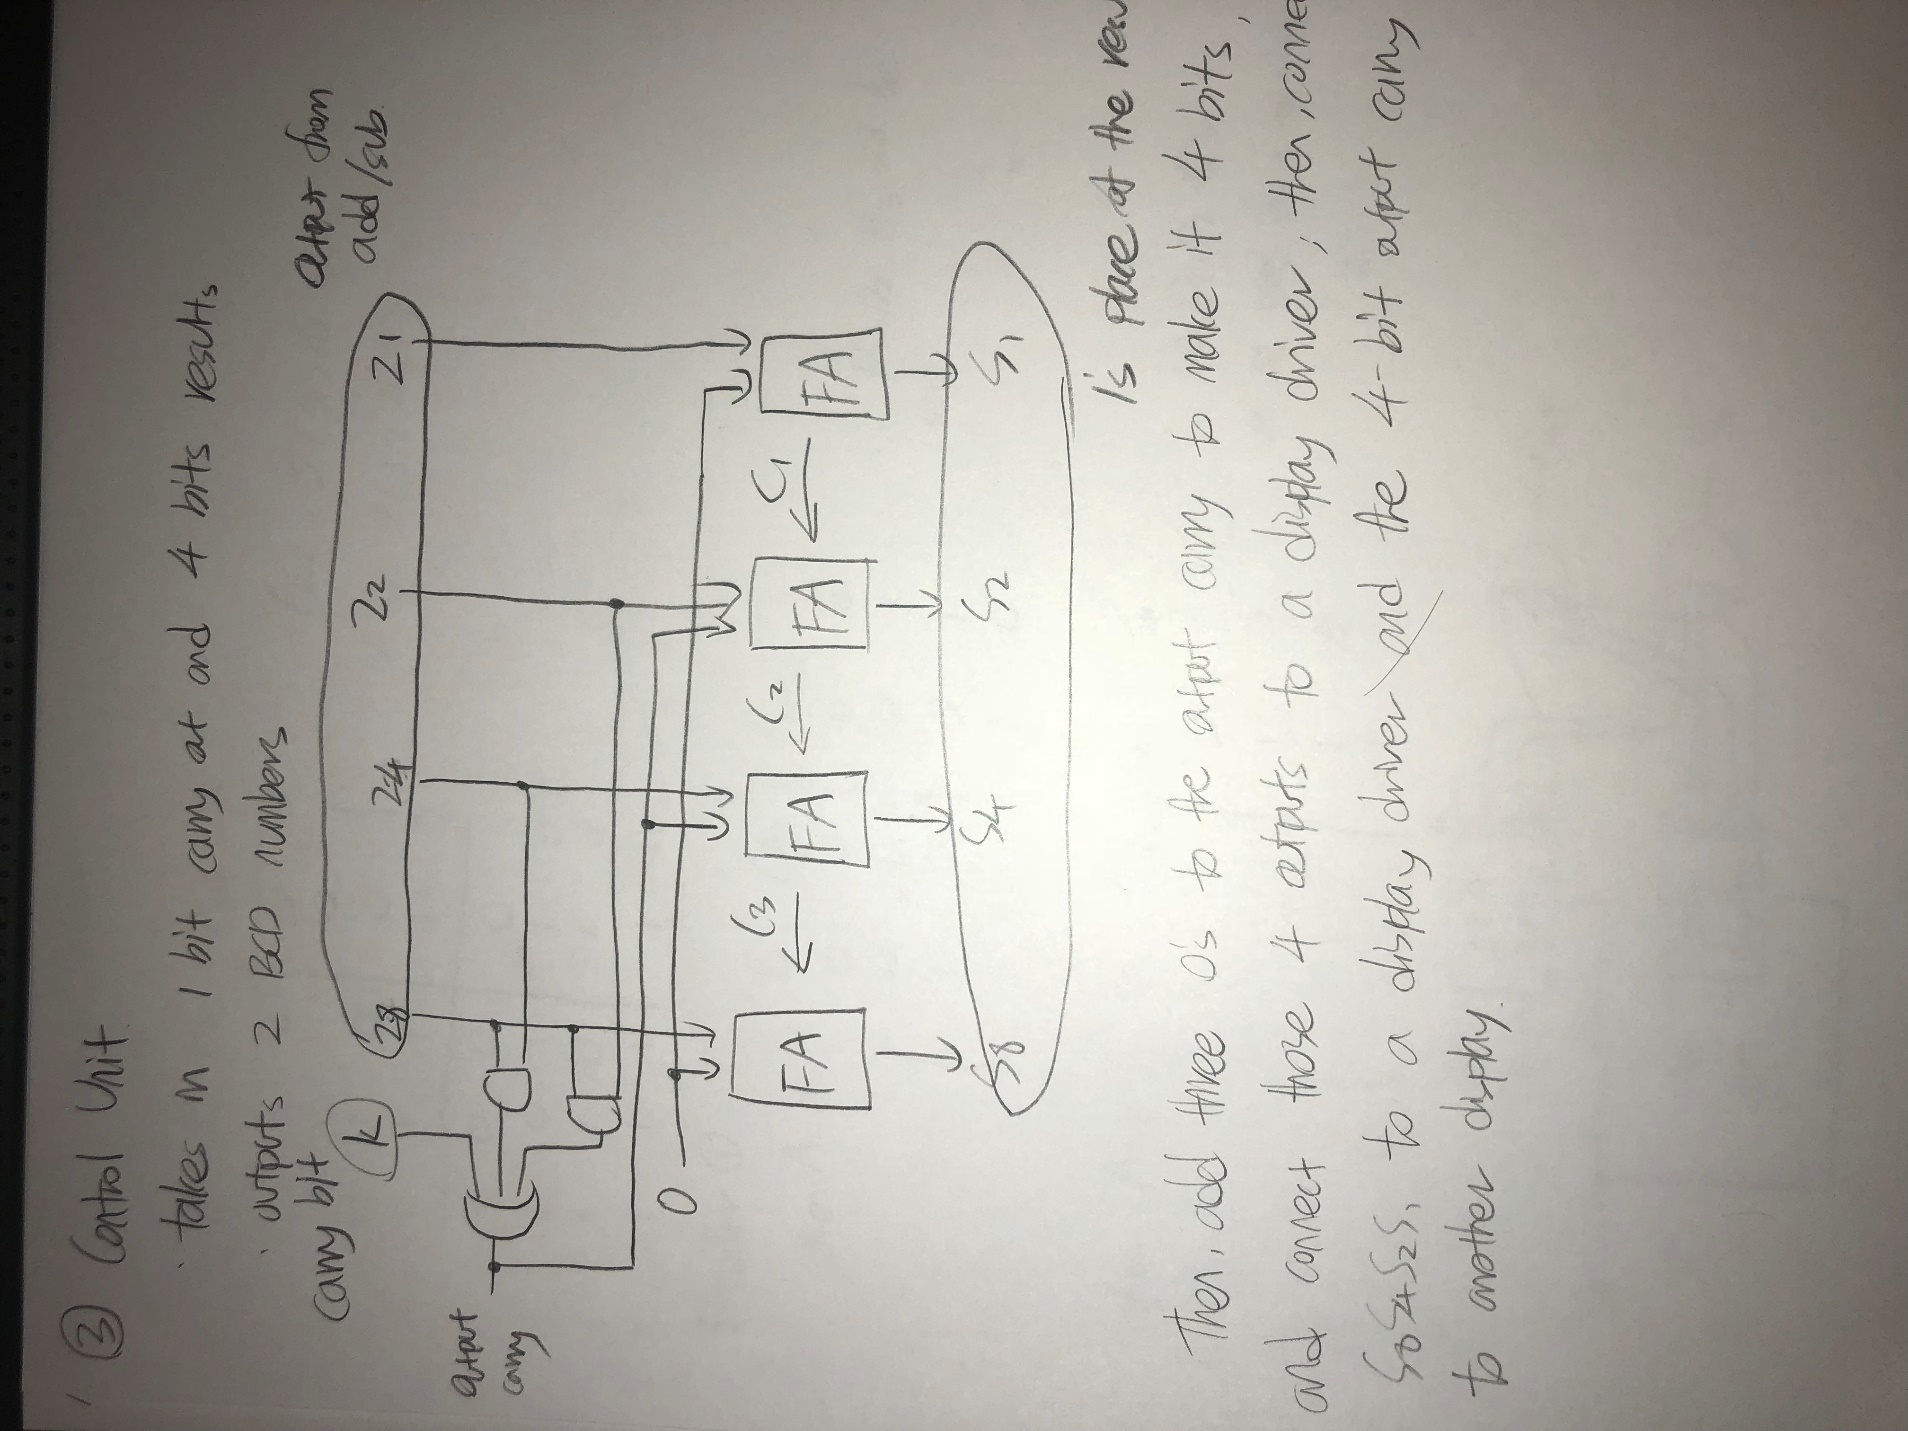 ③ Control Unit
· takes in 1 bit carry out and 4 bits results
· outputs 2 BCD numbers
carry bit
output from
add/sub
K
Z8 Z4 Z2 Z1
output
carry
0
FA C3 FA C2 FA C1 FA
S8 S4 S2 S1
1's place of the
Then, add three 0's to the output carry to make it 4 bits,
and connect those 4 outputs to a display driver; then,
S8S4S2S1 to a display driver and the 4-bit output carry
to another display.